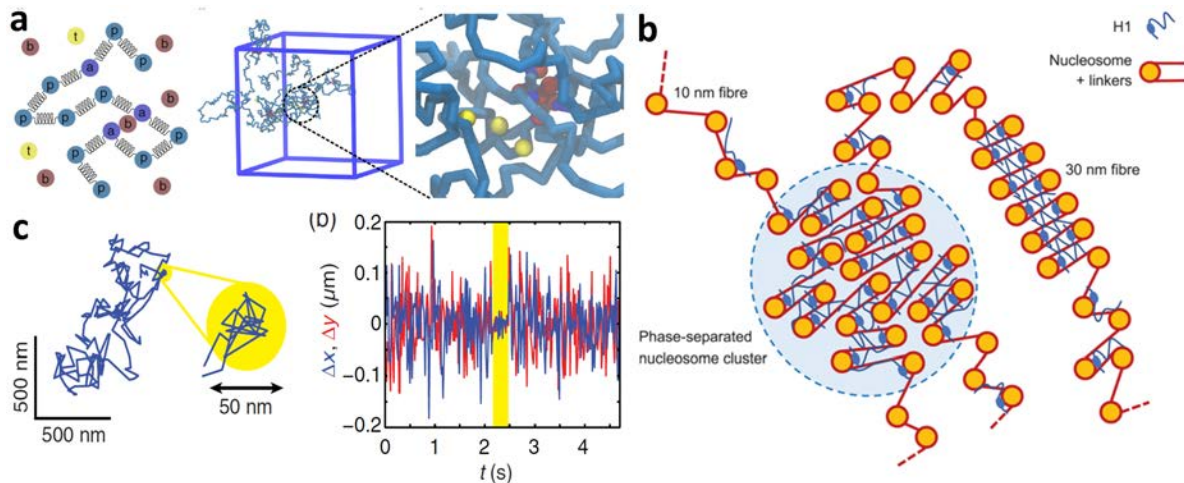 a
t
p
b
b
p
a
p
p
b
p
p
a
a
b
p
t
p
p
b
p
b
b
H1
Nucleosome
+ linkers
10 nm fibre
30 nm fibre
Phase-separated
nucleosome cluster
c
500 nm
500 nm
50 nm
(b)
Δx, Δy (μm)
0.2
0.1
0
−0.1
−0.2
0 1 2 3 4
t (s)